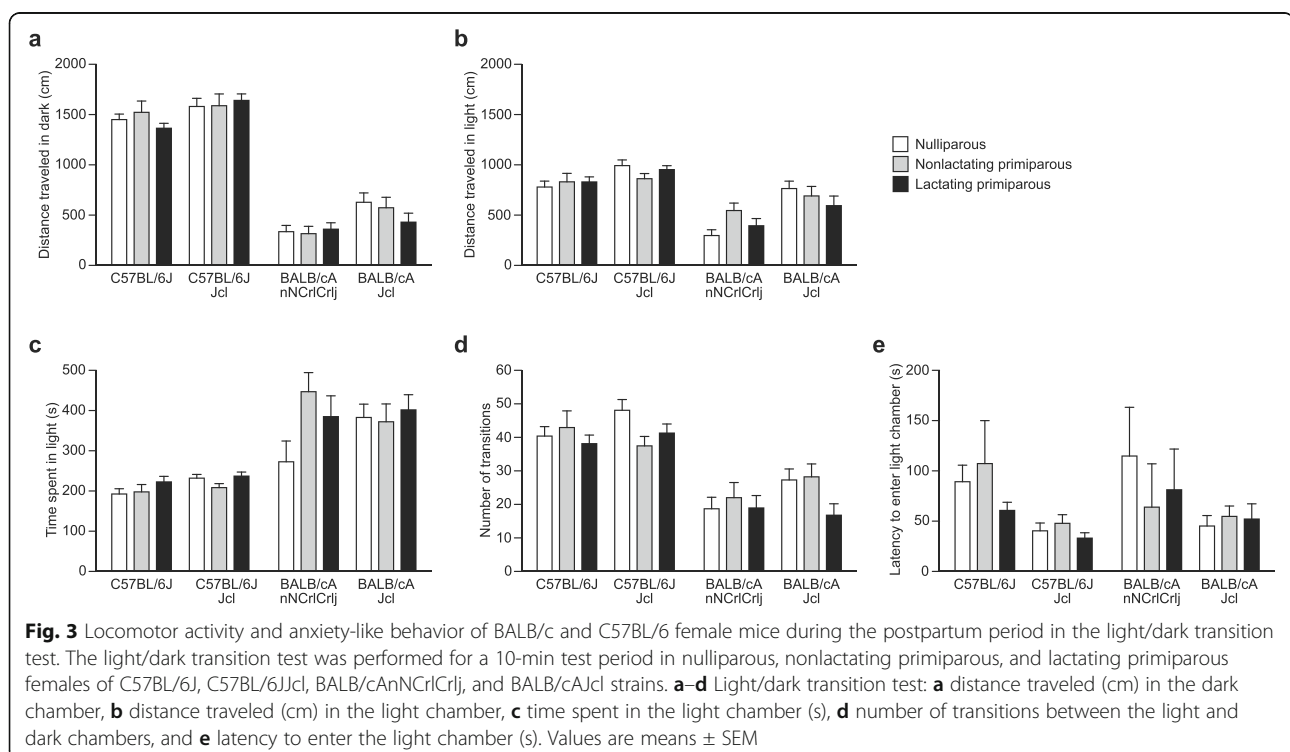 a
2000
1500
1000
500
0
Distance traveled in dark (cm)
C57BL/6J
C57BL/6J
Jcl
BALB/cA
nNCrlCrlj
BALB/cA
Jcl
b
2000
1500
1000
500
0
Distance traveled in light (cm)
C57BL/6J
C57BL/6J
Jcl
BALB/cA
nNCrlCrlj
BALB/cA
Jcl
Nulliparous
Nonlactating primiparous
Lactating primiparous
c
500
400
300
200
100
0
Time spent in light (s)
C57BL/6J
C57BL/6J
Jcl
BALB/cA
nNCrlCrlj
BALB/cA
Jcl
d
60
50
40
30
20
10
0
Number of transitions
C57BL/6J
C57BL/6J
Jcl
BALB/cA
nNCrlCrlj
BALB/cA
Jcl
e
200
150
100
50
0
Latency to enter light chamber (s)
C57BL/6J
C57BL/6J
Jcl
BALB/cA
nNCrlCrlj
BALB/cA
Jcl
Fig. 3 Locomotor activity and anxiety-like behavior of BALB/c and C57BL/6 female mice during the postpartum period in the light/dark transition
test. The light/dark transition test was performed for a 10-min test period in nulliparous, nonlactating primiparous, and lactating primiparous
females of C57BL/6J, C57BL/6JJcl, BALB/cAnNCrlCrlj, and BALB/cAJcl strains. a–d Light/dark transition test: a distance traveled (cm) in the dark
chamber, b distance traveled (cm) in the light chamber, c time spent in the light chamber (s), d number of transitions between the light and
dark chambers, and e latency to enter the light chamber (s). Values are means ± SEM